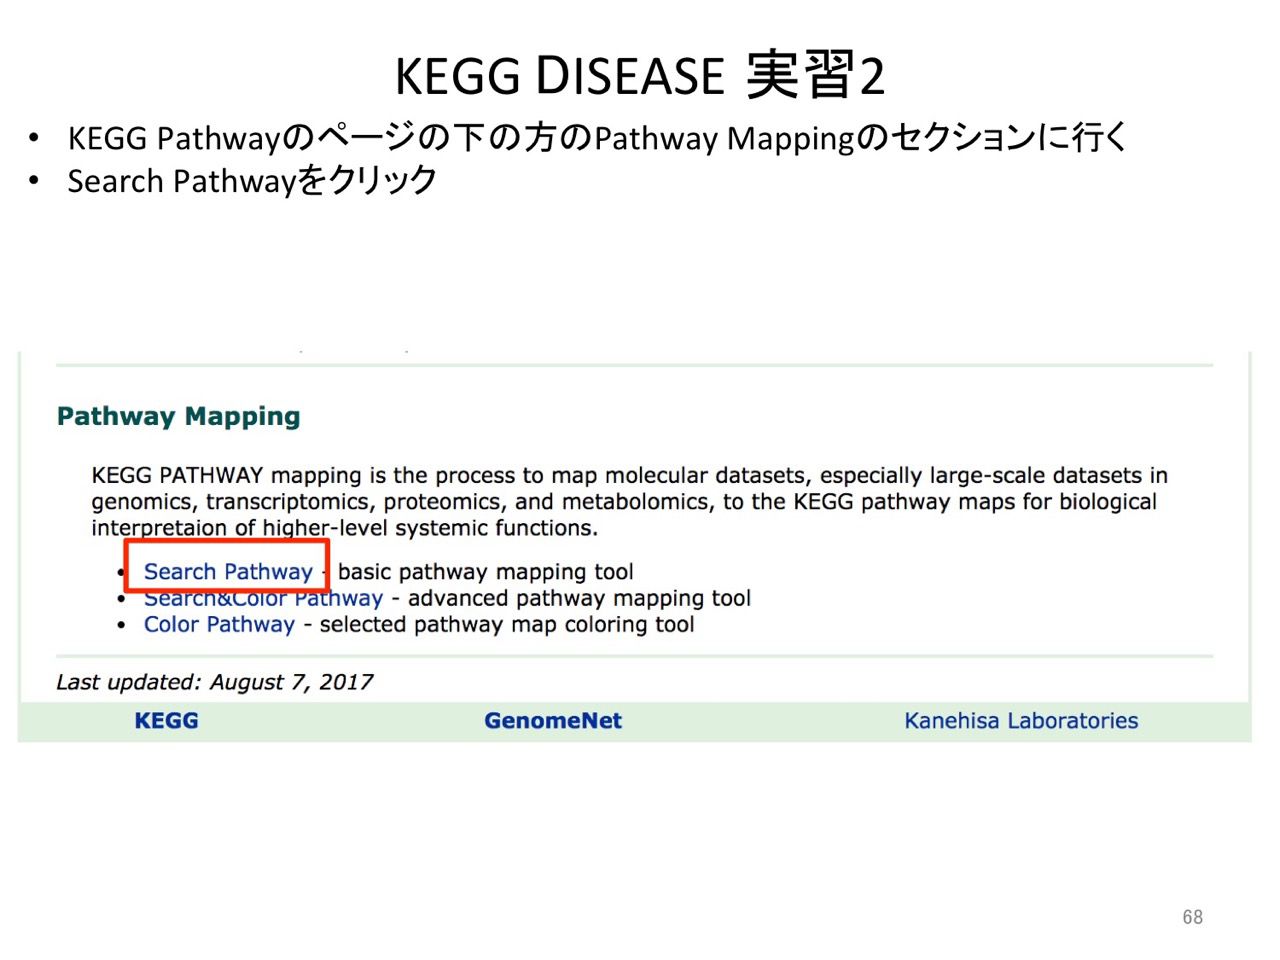 KEGG DISEASE 実習2
• KEGG Pathwayのページの下の方のPathway Mappingのセクションに行く
• Search Pathwayをクリック
Pathway Mapping
KEGG PATHWAY mapping is the process to map molecular datasets, especially large-scale datasets in
genomics, transcriptomics, proteomics, and metabolomics, to the KEGG pathway maps for biological
interpretaion of higher-level systemic functions.
• Search Pathway - basic pathway mapping tool
• Search&Color Pathway - advanced pathway mapping tool
• Color Pathway - selected pathway map coloring tool
Last updated: August 7, 2017
KEGG GenomeNet Kanehisa Laboratories
68